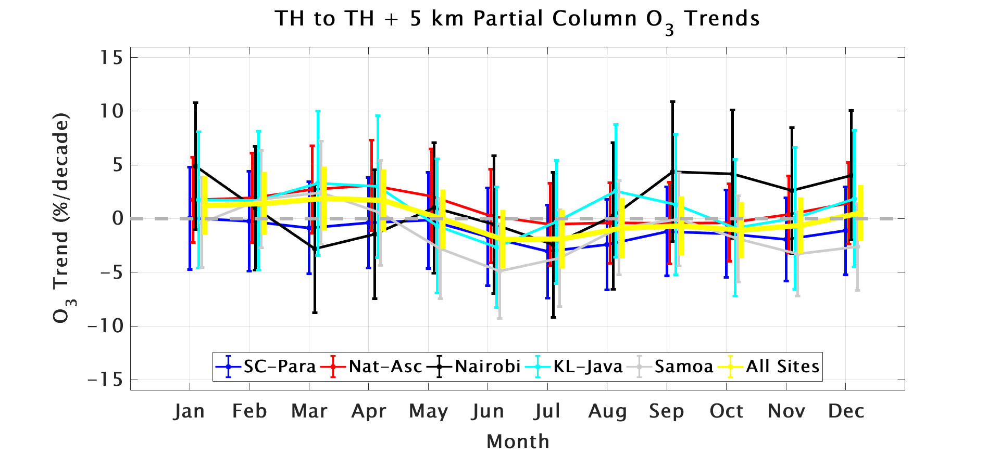 TH to TH + 5 km Partial Column O3 Trends
O3 Trend (%/decade)
15
10
5
0
-5
-10
-15
SC-Para Nat-Asc Nairobi KL-Java Samoa All Sites
Jan Feb Mar Apr May Jun Jul Aug Sep Oct Nov Dec
Month